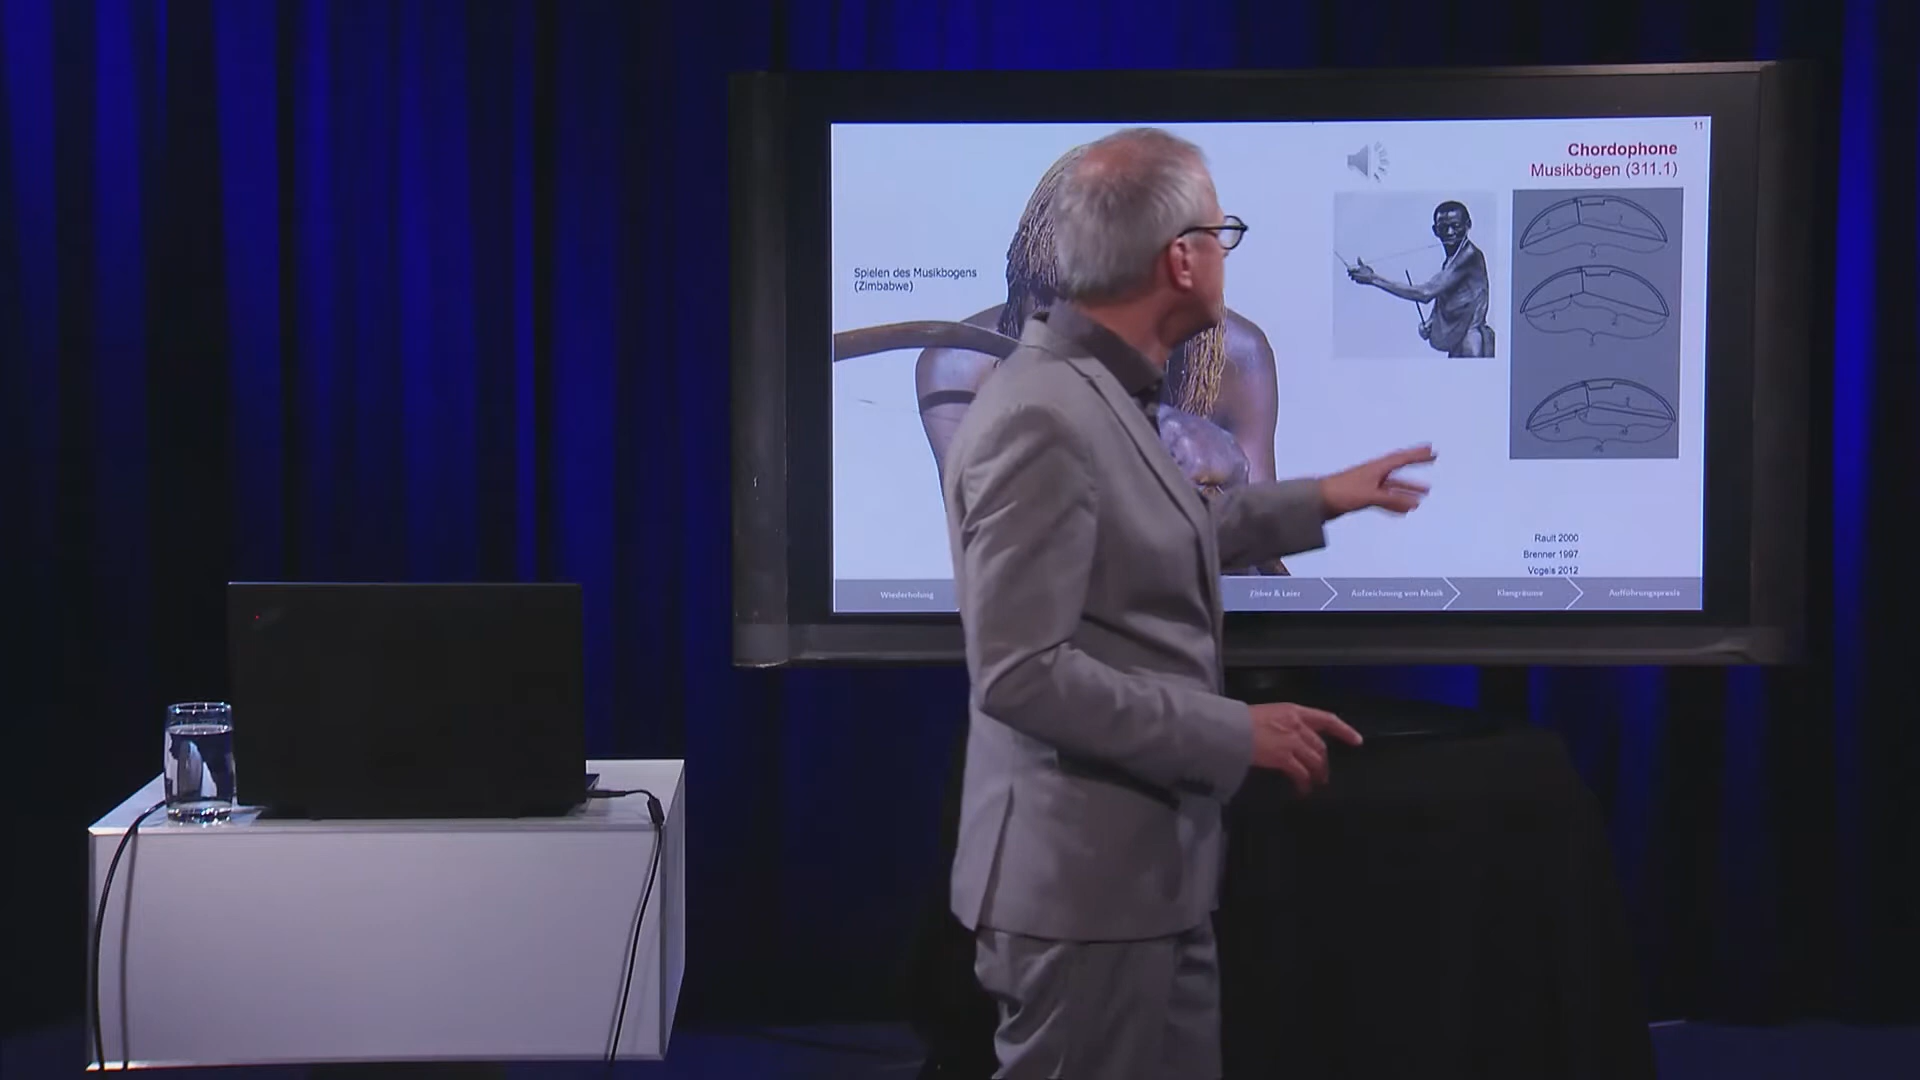 11
Chordophone
Musikbögen (311.1)
Spielen des Musikbogens
(Zimbabwe)
Rault 2000
Brenner 1997
Vogels 2012
Wiederholung
Zither & Leier
Aufzeichnung von Musik
Klangräume
Aufführungspraxis